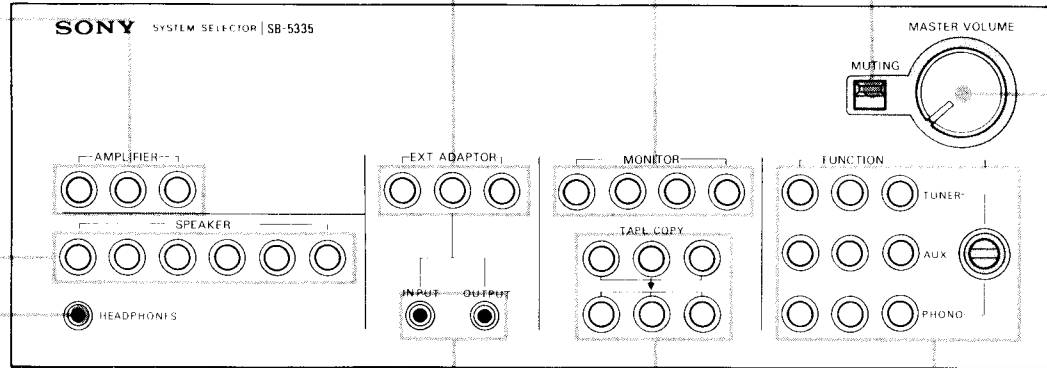 SONY SYSTEM SELECTOR | SB-5335
MASTER VOLUME
MUTING
AMPLIFIER
EXT ADAPTOR
MONITOR
FUNCTION
TUNER
SPEAKER
TAPE COPY
AUX
INPUT OUTPUT
HEADPHONES
PHONO